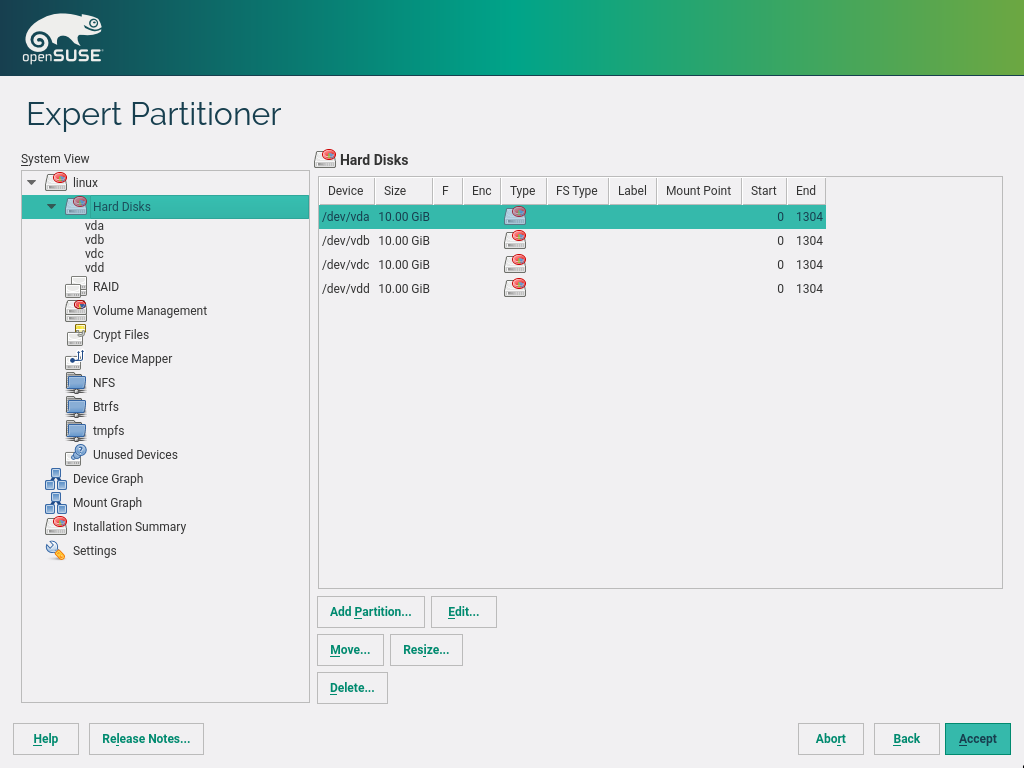 openSUSE
Expert Partitioner
System View
linux
Hard Disks
vda
vdb
vdc
vdd
RAID
Volume Management
Crypt Files
Device Mapper
NFS
Btrfs
tmpfs
Unused Devices
Device Graph
Mount Graph
Installation Summary
Settings
Hard Disks
Device Size F Enc Type FS Type Label Mount Point Start End
/dev/vda 10.00 GiB 0 1304
/dev/vdb 10.00 GiB 0 1304
/dev/vdc 10.00 GiB 0 1304
/dev/vdd 10.00 GiB 0 1304
Add Partition... Edit...
Move... Resize...
Delete...
Help Release Notes... Abort Back Accept